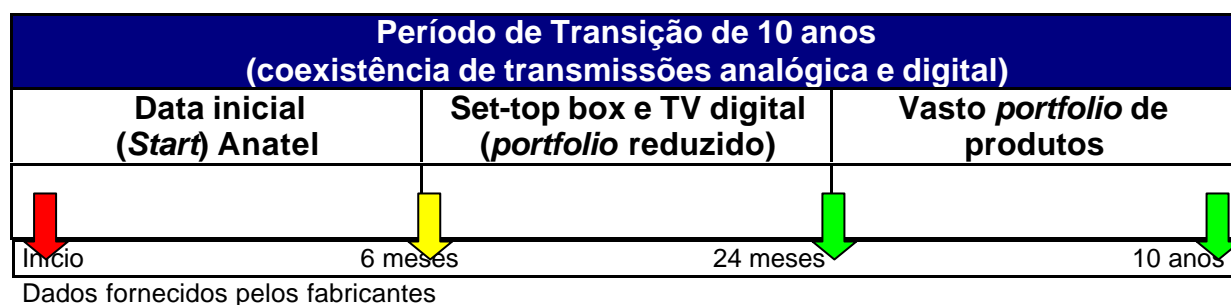 Período de Transição de 10 anos
(coexistência de transmissões analógica e digital)
Data inicial
(Start) Anatel
Set-top box e TV digital
(portfolio reduzido)
Vasto portfolio de
produtos
Início 6 meses 24 meses 10 anos
Dados fornecidos pelos fabricantes